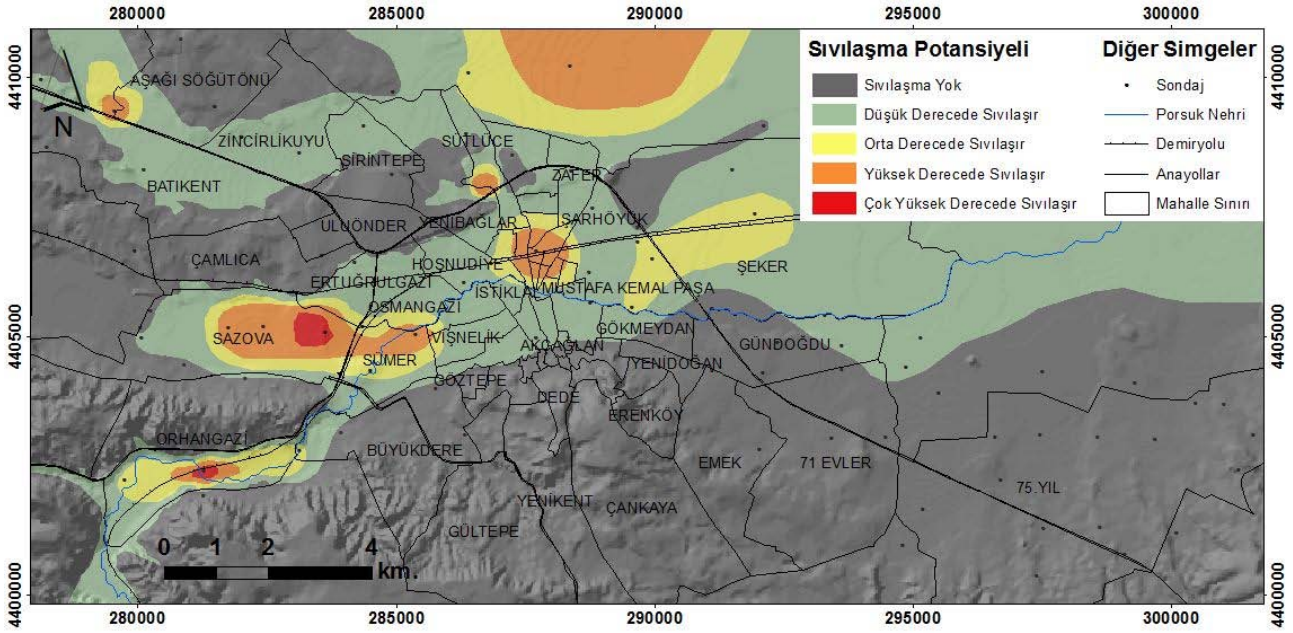 280000 285000 290000 295000 300000
4410000
4405000
4400000
4410000
4405000
4400000
Sıvılaşma Potansiyeli
Sıvılaşma Yok
Düşük Derecede Sıvılaşır
Orta Derecede Sıvılaşır
Yüksek Derecede Sıvılaşır
Çok Yüksek Derecede Sıvılaşır
Diğer Simgeler
Sondaj
Porsuk Nehri
Demiryolu
Anayollar
Mahalle Sınırı
N
AŞAĞI SÖĞÜTÖNÜ
ZİNCİRLİKUYU
SÜTLÜCE
ŞİRİNTEPE
BATIKENT
ZAFER
ULUÖNDER
YENİBAĞLAR
ŞARHÖYÜK
ÇAMLICA
HOŞNUDİYE
ŞEKER
ERTUĞRULGAZİ
İSTİKLAL
MUSTAFA KEMAL PAŞA
OSMANGAZİ
GÖKMEYDAN
SAZOVA
VİŞNELİK
AKÇAĞLAN
GÜNDOĞDU
SÜMER
YENİDOĞAN
GÖZTEPE
DEDE
ERENKÖY
ORHANGAZİ
BÜYÜKDERE
EMEK
71 EVLER
75.YIL
YENİKENT
ÇANKAYA
GÜLTEPE
0 1 2 4
km.
280000 285000 290000 295000 300000